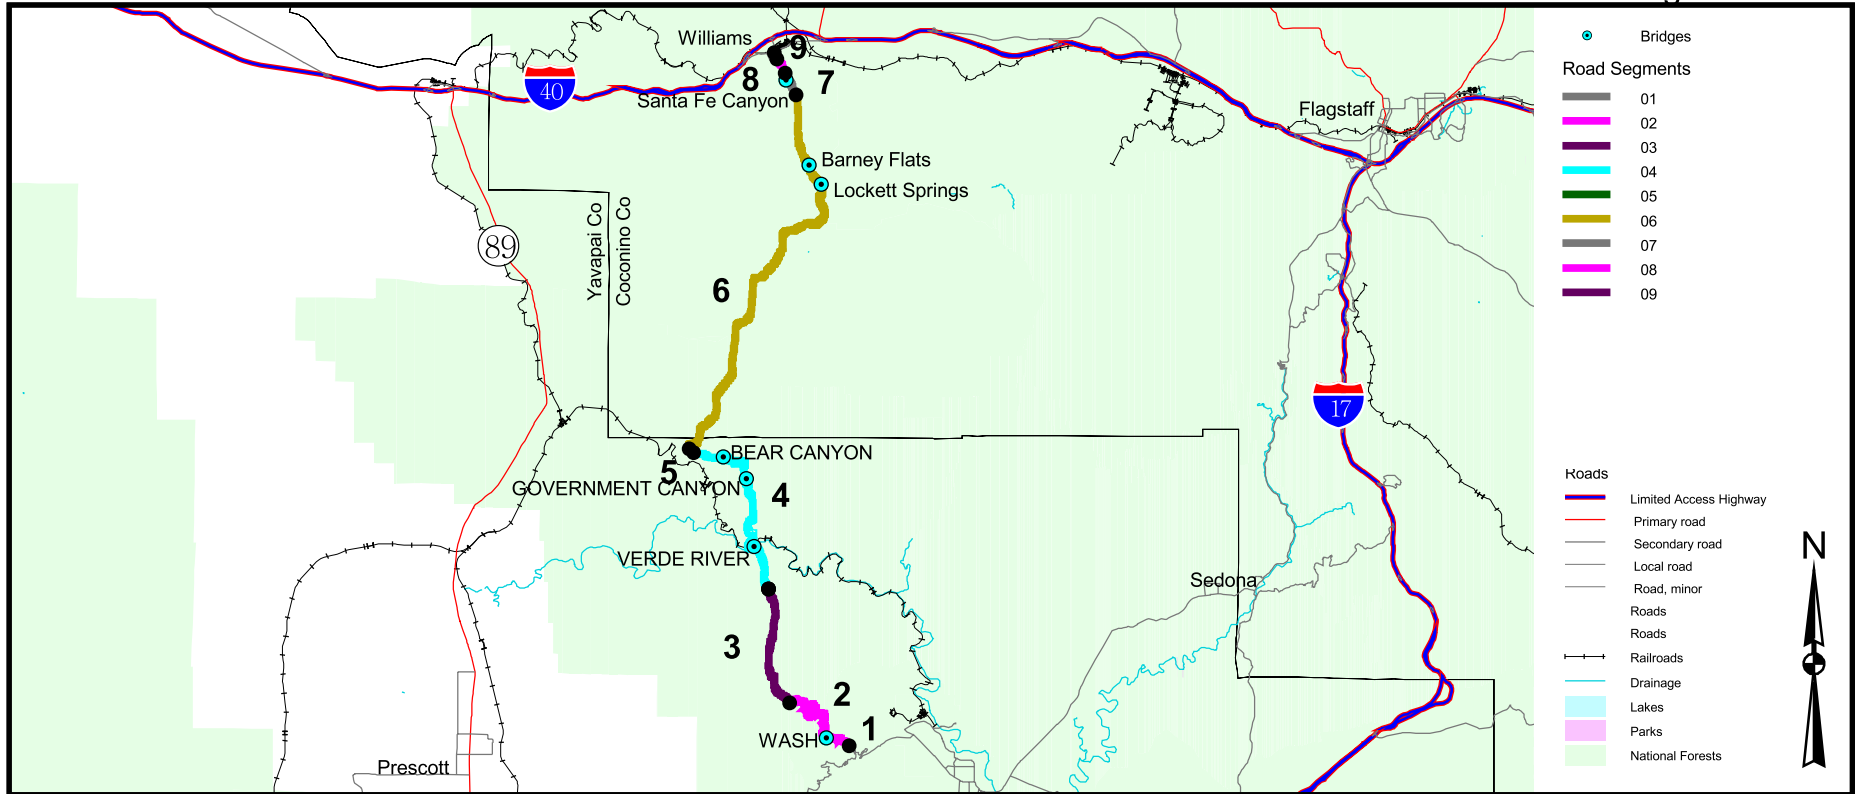 Williams
9
8
7
Santa Fe Canyon
40
Flagstaff
Barney Flats
Lockett Springs
89
Yavapai Co
Coconino Co
6
17
5
BEAR CANYON
GOVERNMENT CANYON
4
VERDE RIVER
Sedona
3
2
1
WASH
Prescott
Bridges
Road Segments
01
02
03
04
05
06
07
08
09
Roads
Limited Access Highway
Primary road
Secondary road
Local road
Road, minor
Roads
Roads
Railroads
Drainage
Lakes
Parks
National Forests
N